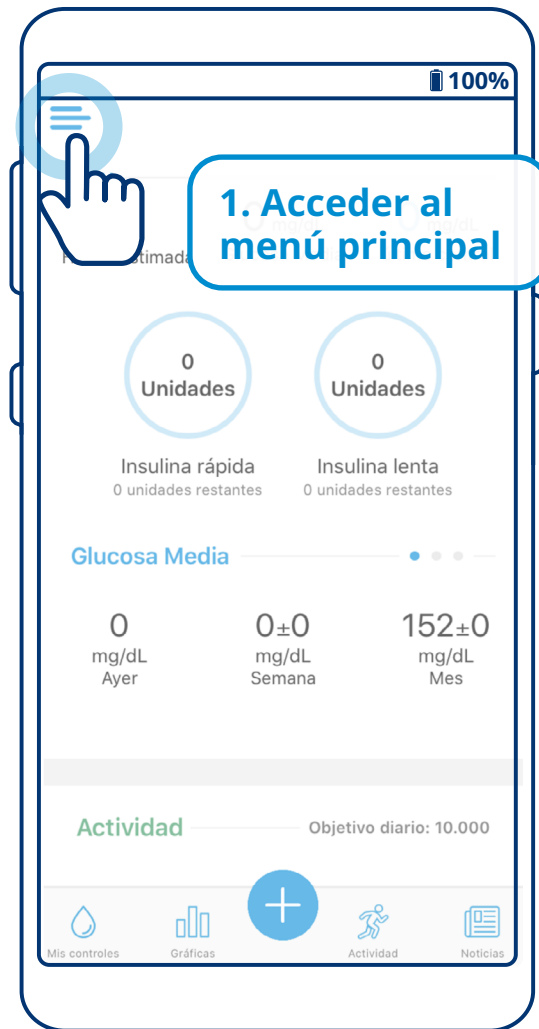 100%
1. Acceder al
menú principal
0
Unidades
0
Unidades
Insulina rápida
Insulina lenta
0 unidades restantes
0 unidades restantes
Glucosa Media
0
0±0
152±0
mg/dL
mg/dL
mg/dL
Ayer
Semana
Mes
Actividad
Objetivo diario: 10.000
Mis controles
Gráficas
Actividad
Noticias